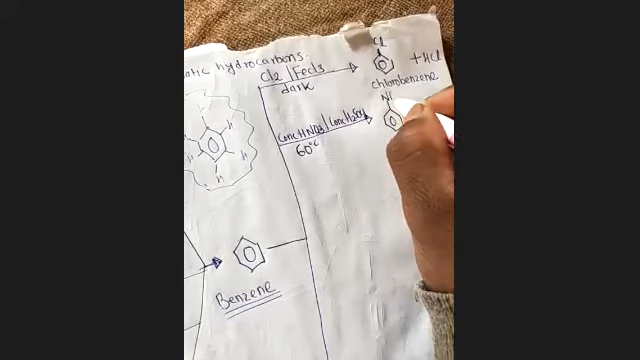 atic hydrocarbons.
Cl2 | FeCl3
dark
Cl
+ HCl
chlorobenzene
Conc HNO3 / Conc H2SO4
60°C
N
H
H
H
H
Benzene